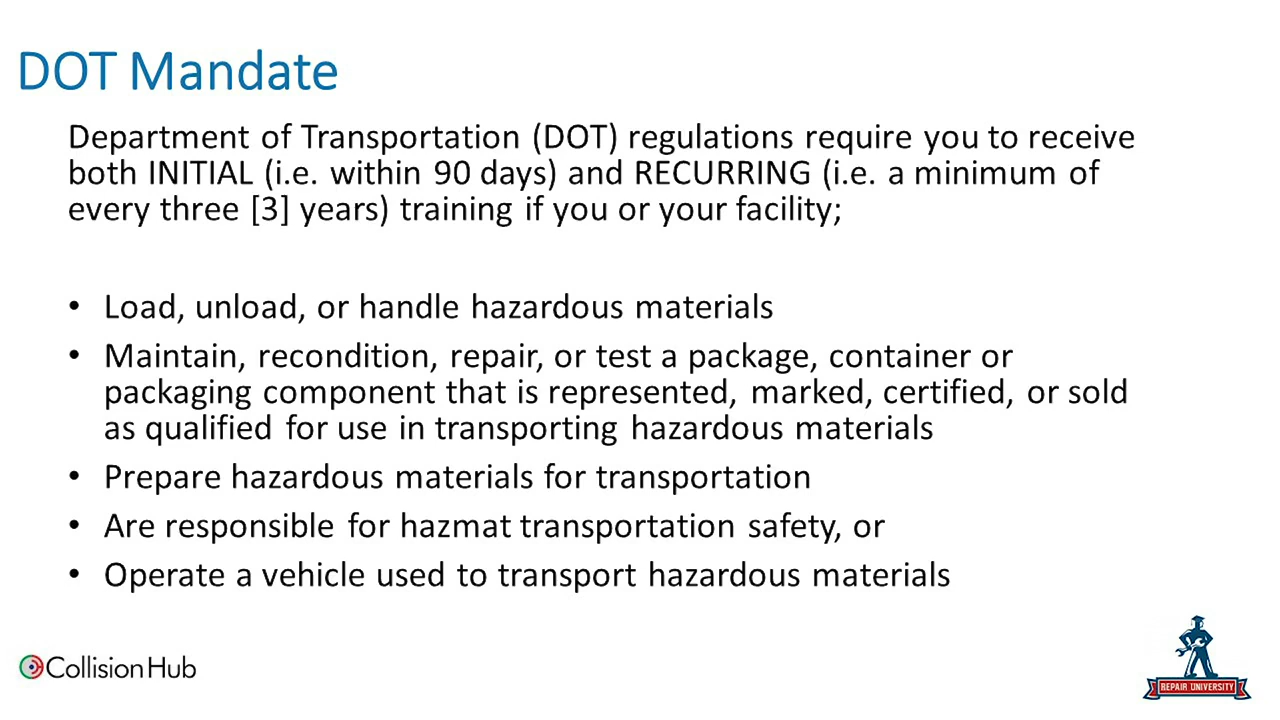 DOT Mandate
Department of Transportation (DOT) regulations require you to receive
both INITIAL (i.e. within 90 days) and RECURRING (i.e. a minimum of
every three [3] years) training if you or your facility;
• Load, unload, or handle hazardous materials
• Maintain, recondition, repair, or test a package, container or
packaging component that is represented, marked, certified, or sold
as qualified for use in transporting hazardous materials
• Prepare hazardous materials for transportation
• Are responsible for hazmat transportation safety, or
• Operate a vehicle used to transport hazardous materials
Collision Hub
REPAIR UNIVERSITY